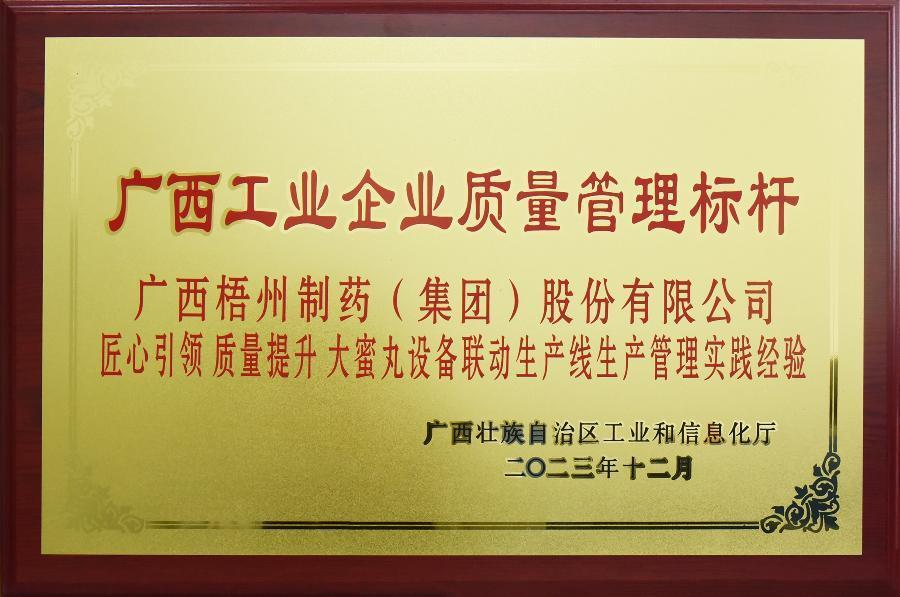 广西工业企业质量管理标杆
广西梧州制药（集团）股份有限公司
匠心引领 质量提升 大蜜丸设备联动生产线生产管理实践经验
广西壮族自治区工业和信息化厅
二〇二三年十二月